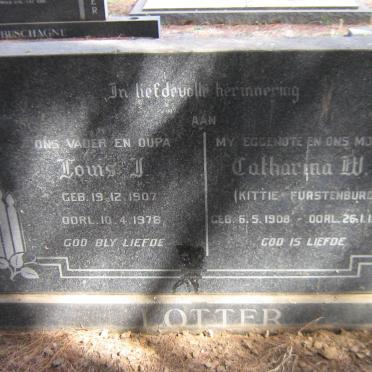 BUSCHAGNE
In liefdevolle herinnering
AAN
ONS VADER EN OUPA
Louis J.
GEB. 19.12.1907
OORL. 10.4.1978
GOD BLY LIEFDE
MY EGGENOTE EN ONS
Catharina W.
(KITTIE FURSTENBURG
GEB. 6.5.1908 - OORL. 26.1.1
GOD IS LIEFDE
LOTTER